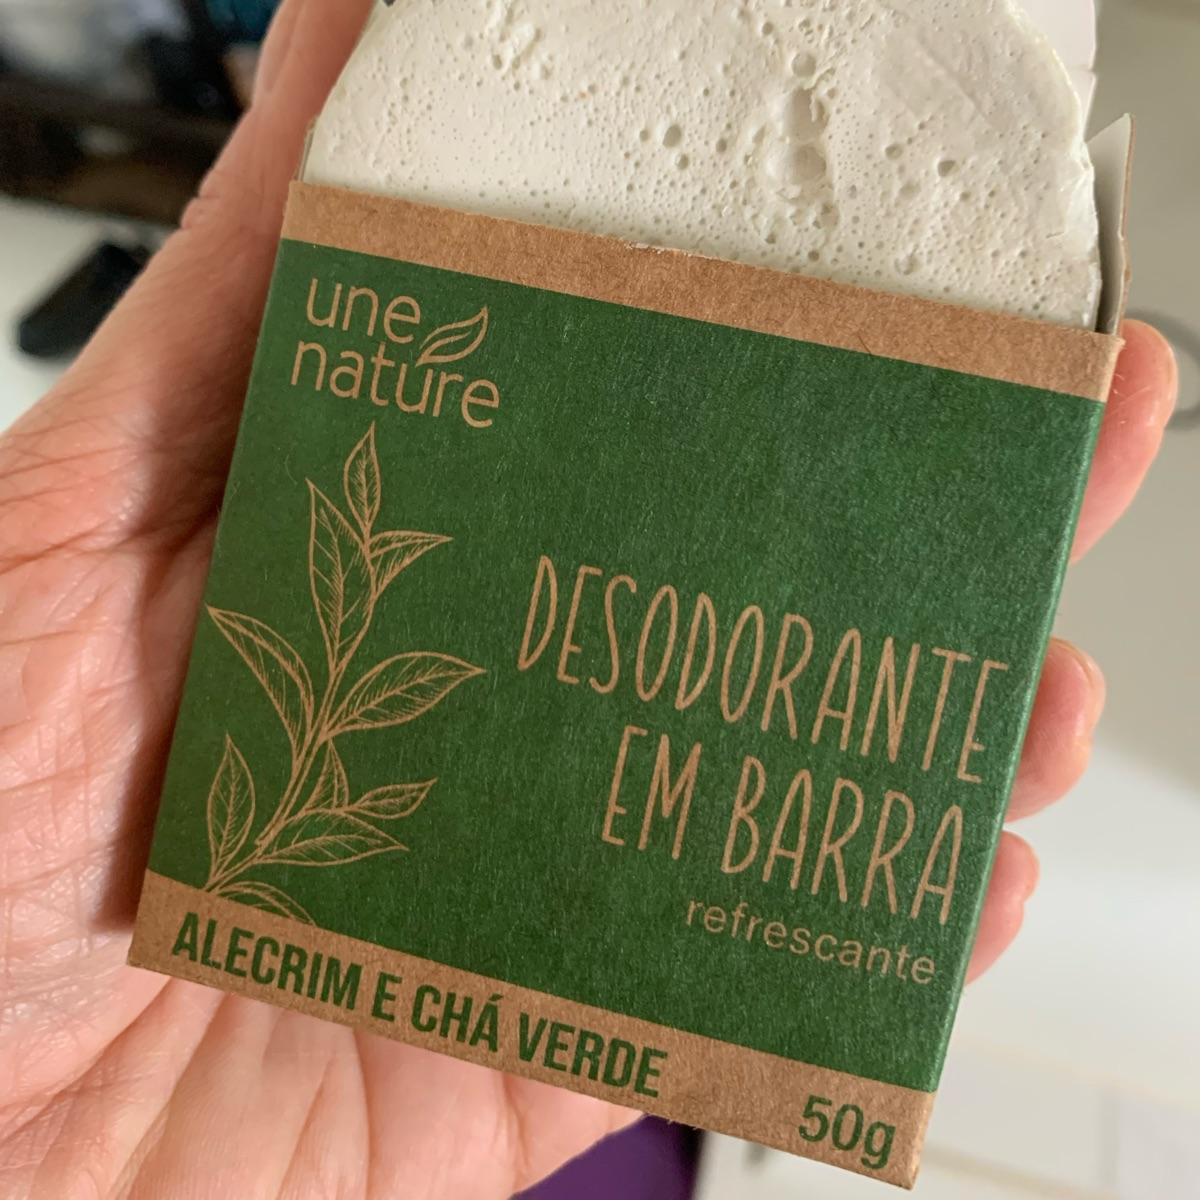 une
nature
DESODORANTE
EM BARRA
refrescante
ALECRIM E CHÁ VERDE
50g